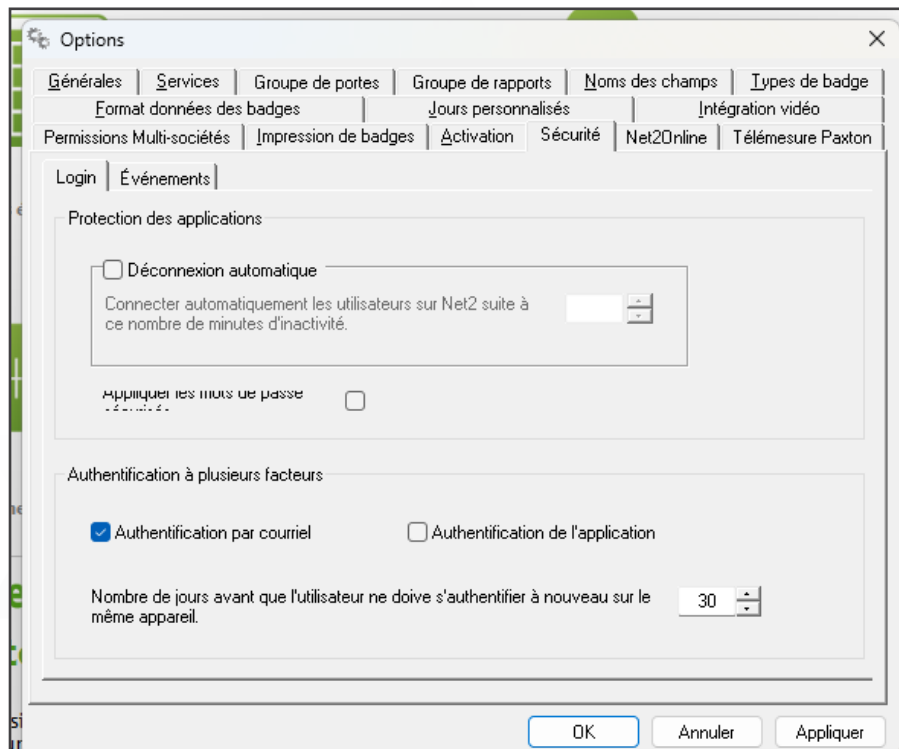 Options
Générales Services Groupe de portes Groupe de rapports Noms des champs Types de badge
Format données des badges Jours personnalisés Intégration vidéo
Permissions Multi-sociétés Impression de badges Activation Sécurité Net2Online Télémesure Paxton
Login Événements
Protection des applications
Déconnexion automatique
Connecter automatiquement les utilisateurs sur Net2 suite à
ce nombre de minutes d'inactivité.
Appliquer les mots de passe
Authentification à plusieurs facteurs
Authentification par courriel Authentification de l'application
Nombre de jours avant que l'utilisateur ne doive s'authentifier à nouveau sur le
même appareil.
30
OK Annuler Appliquer